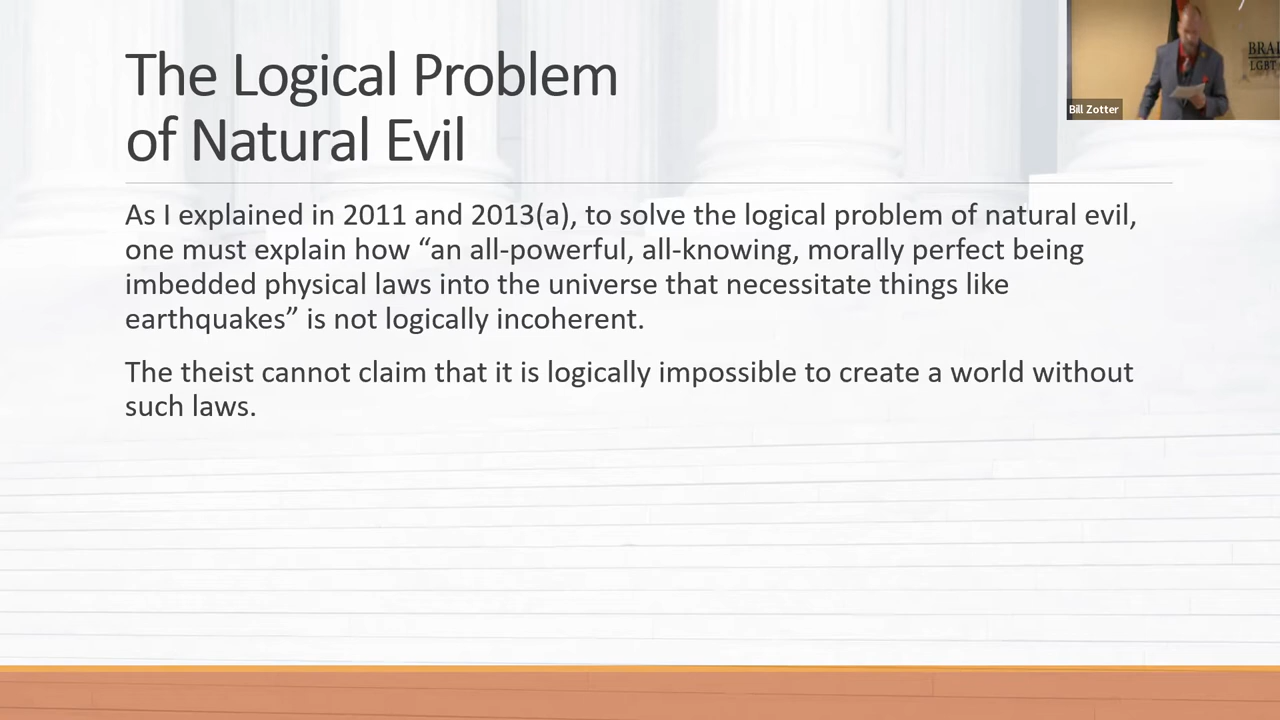 The Logical Problem
of Natural Evil
As I explained in 2011 and 2013(a), to solve the logical problem of natural evil,
one must explain how “an all-powerful, all-knowing, morally perfect being
imbedded physical laws into the universe that necessitate things like
earthquakes” is not logically incoherent.
The theist cannot claim that it is logically impossible to create a world without
such laws.
Bill Zotter
LGBT